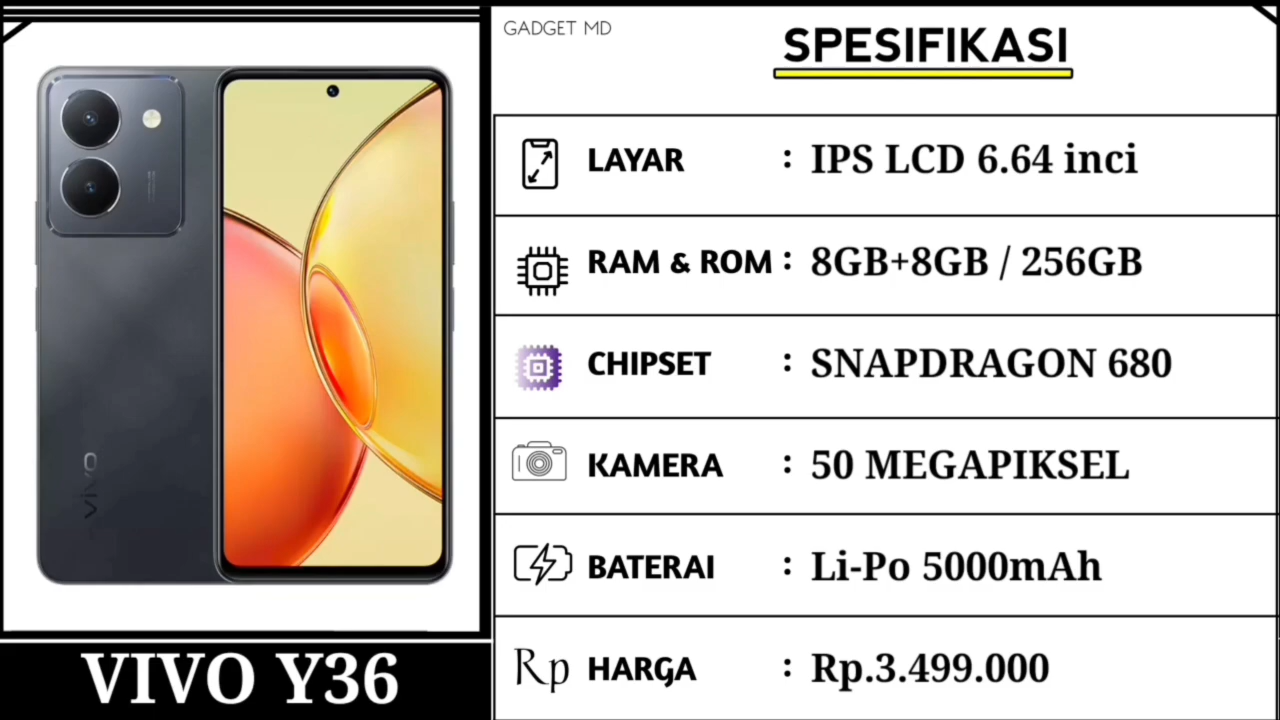 GADGET MD
SPESIFIKASI
LAYAR : IPS LCD 6.64 inci
RAM & ROM : 8GB+8GB / 256GB
CHIPSET : SNAPDRAGON 680
KAMERA : 50 MEGAPIKSEL
BATERAI : Li-Po 5000mAh
Rp HARGA : Rp.3.499.000
vivo
VIVO Y36